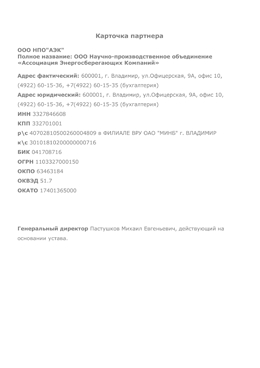 Карточка партнера
ООО НПО"АЭК"
Полное название: ООО Научно-производственное объединение
«Ассоциация Энергосберегающих Компаний»
Адрес фактический: 600001, г. Владимир, ул.Офицерская, 9А, офис 10,
(4922) 60-15-36, +7(4922) 60-15-35 (бухгалтерия)
Адрес юридический: 600001, г. Владимир, ул.Офицерская, 9А, офис 10,
(4922) 60-15-36, +7(4922) 60-15-35 (бухгалтерия)
ИНН 3327846608
КПП 332701001
р\с 40702810500260004809 в ФИЛИАЛЕ ВРУ ОАО "МИНБ" г. ВЛАДИМИР
к\с 30101810200000000716
БИК 041708716
ОГРН 1103327000150
ОКПО 63463184
ОКВЭД 51.7
ОКАТО 17401365000
Генеральный директор Пастушков Михаил Евгеньевич, действующий на
основании устава.